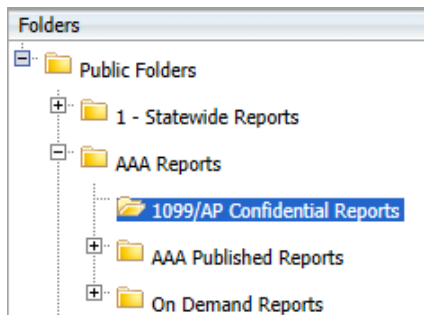 Folders
Public Folders
1 - Statewide Reports
AAA Reports
1099/AP Confidential Reports
AAA Published Reports
On Demand Reports